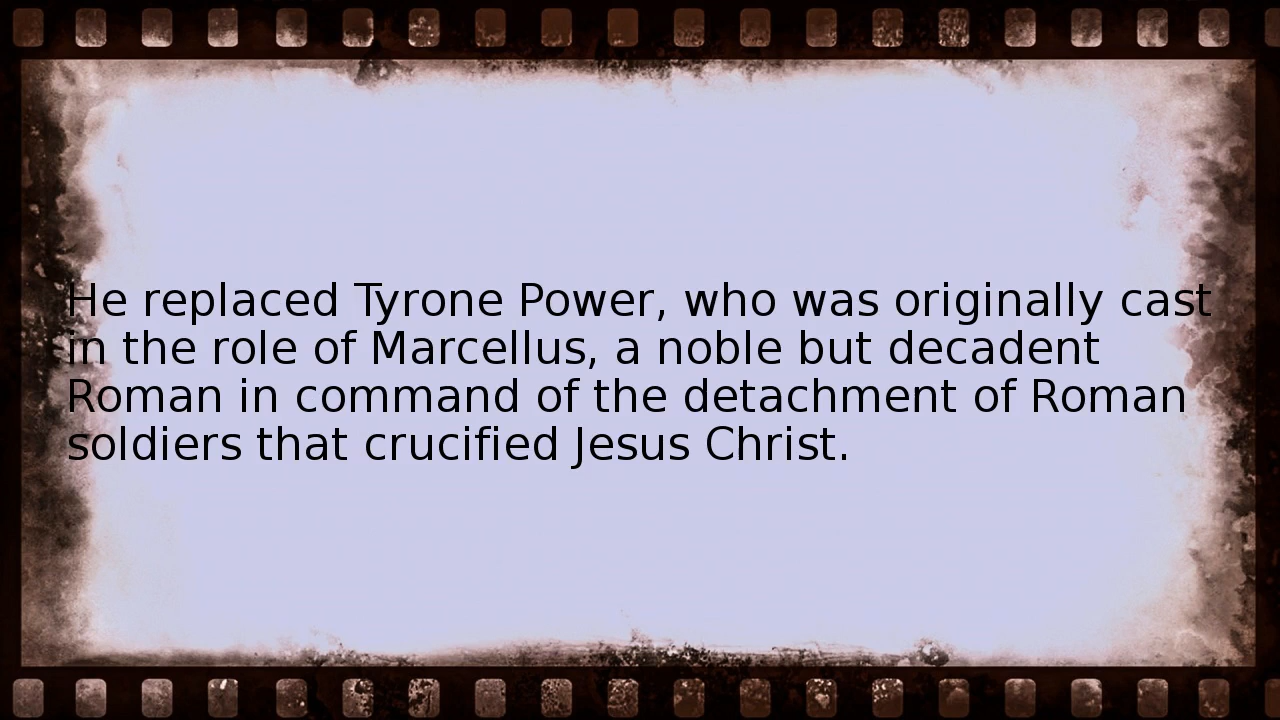 He replaced Tyrone Power, who was originally cast
in the role of Marcellus, a noble but decadent
Roman in command of the detachment of Roman
soldiers that crucified Jesus Christ.